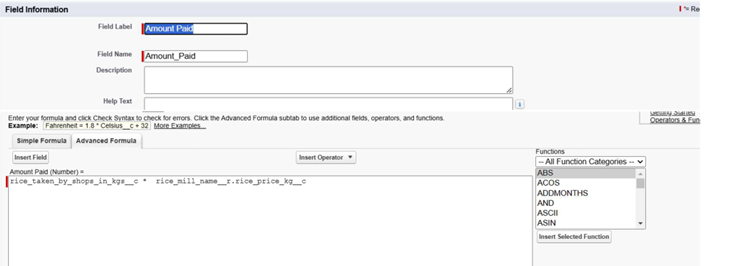 Field Information
= Re
Field Label
Amount Paid
Field Name
Amount_Paid
Description
Help Text
i
Getting Started
Enter your formula and click Check Syntax to check for errors. Click the Advanced Formula subtab to use additional fields, operators, and functions.
Operators & Fun
Example: Fahrenheit = 1.8 * Celsius__c + 32 More Examples...
Simple Formula Advanced Formula
Insert Field Insert Operator
Functions
-- All Function Categories --
Amount Paid (Number) =
rice_taken_by_shops_in_kgs__c * rice_mill_name__r.rice_price_kg__c
ABS
ACOS
ADDMONTHS
AND
ASCII
ASIN
Insert Selected Function